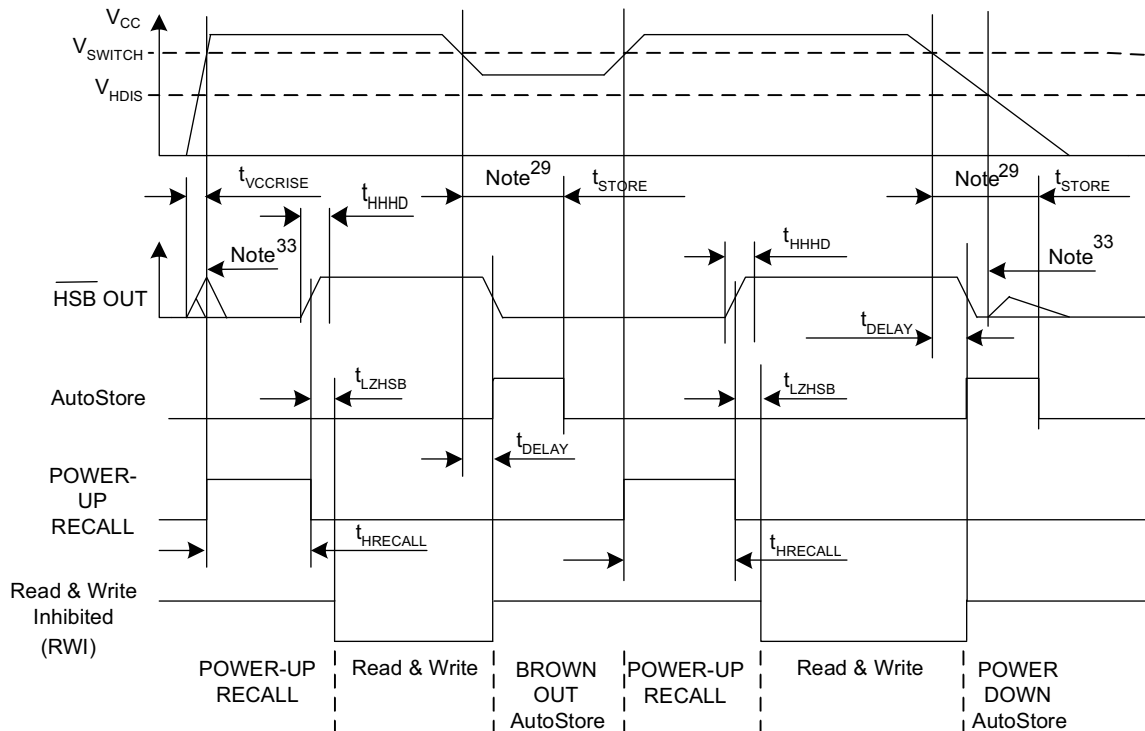 VCC
VSWITCH
VHDIS
tVCCRISE
Note29
tSTORE
Note29
tSTORE
tHHHD
Note33
tHHHD
Note33
HSB OUT
tDELAY
tLZHSB
tLZHSB
AutoStore
tDELAY
POWER-
UP
RECALL
tHRECALL
tHRECALL
Read & Write
Inhibited
(RWI)
POWER-UP
RECALL
Read & Write
BROWN
OUT
AutoStore
POWER-UP
RECALL
Read & Write
POWER
DOWN
AutoStore